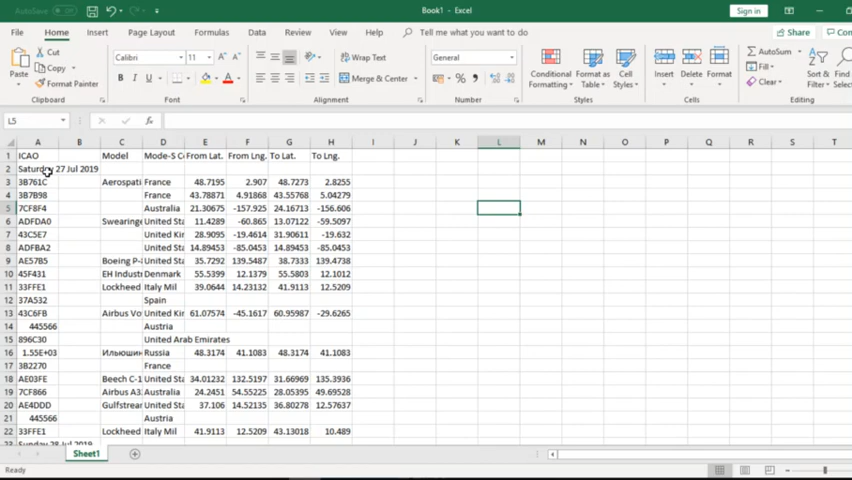 AutoSave Off
Book1 - Excel
Sign in
File Home Insert Page Layout Formulas Data Review View Help Tell me what you want to do Share
Paste Cut Copy Format Painter Clipboard
Calibri 11 B I U Font
Wrap Text Merge & Center Alignment
General % Number
Conditional Formatting Format as Table Cell Styles Styles
Insert Delete Format Cells
AutoSum Fill Clear Sort & Filter Editing
L5 fx
A B C D E F G H I J K L M N O P Q R S T
1 ICAO Model Mode-S C From Lat. From Lng. To Lat. To Lng.
2 Saturday 27 Jul 2019
3 3B761C Aerospati France 48.7195 2.907 48.7273 2.8255
4 3B7B98 France 43.78871 4.91868 43.55768 5.04279
5 7CF8F4 Australia 21.30675 -157.925 24.16713 -156.606
6 ADFDA0 Swearing United Sta 11.4289 -60.865 13.07122 -59.5097
7 43C5E7 United Kin 28.9095 -19.4614 31.90611 -19.632
8 ADFBA2 United Sta 14.89453 -85.0453 14.89453 -85.0453
9 AE57B5 Boeing P- United Sta 35.7292 139.5487 38.7733 139.4738
10 45F431 EH Indust Denmark 55.5399 12.1379 55.5803 12.1012
11 33FFE1 Lockheed Italy Mil 39.0644 14.23132 41.9113 12.5209
12 37A532 Spain
13 43C6FB Airbus Vo United Kin 61.07574 -45.1617 60.95987 -29.6265
14 445566 Austria
15 896C30 United Arab Emirates
16 1.55E+03 Ильюшин Russia 48.3174 41.1083 48.3174 41.1083
17 3B2270 France
18 AE03FE Beech C-1 United Sta 34.01232 132.5197 31.66969 135.3936
19 7CF866 Airbus A3 Australia 24.2451 54.55225 28.05395 49.69528
20 AE4DDD Gulfstrea United Sta 37.106 14.52135 36.80278 12.57637
21 445566 Austria
22 33FFE1 Lockheed Italy Mil 41.9113 12.5209 43.13018 10.489
23 Sunday 28 Jul 2019
Sheet1
Ready